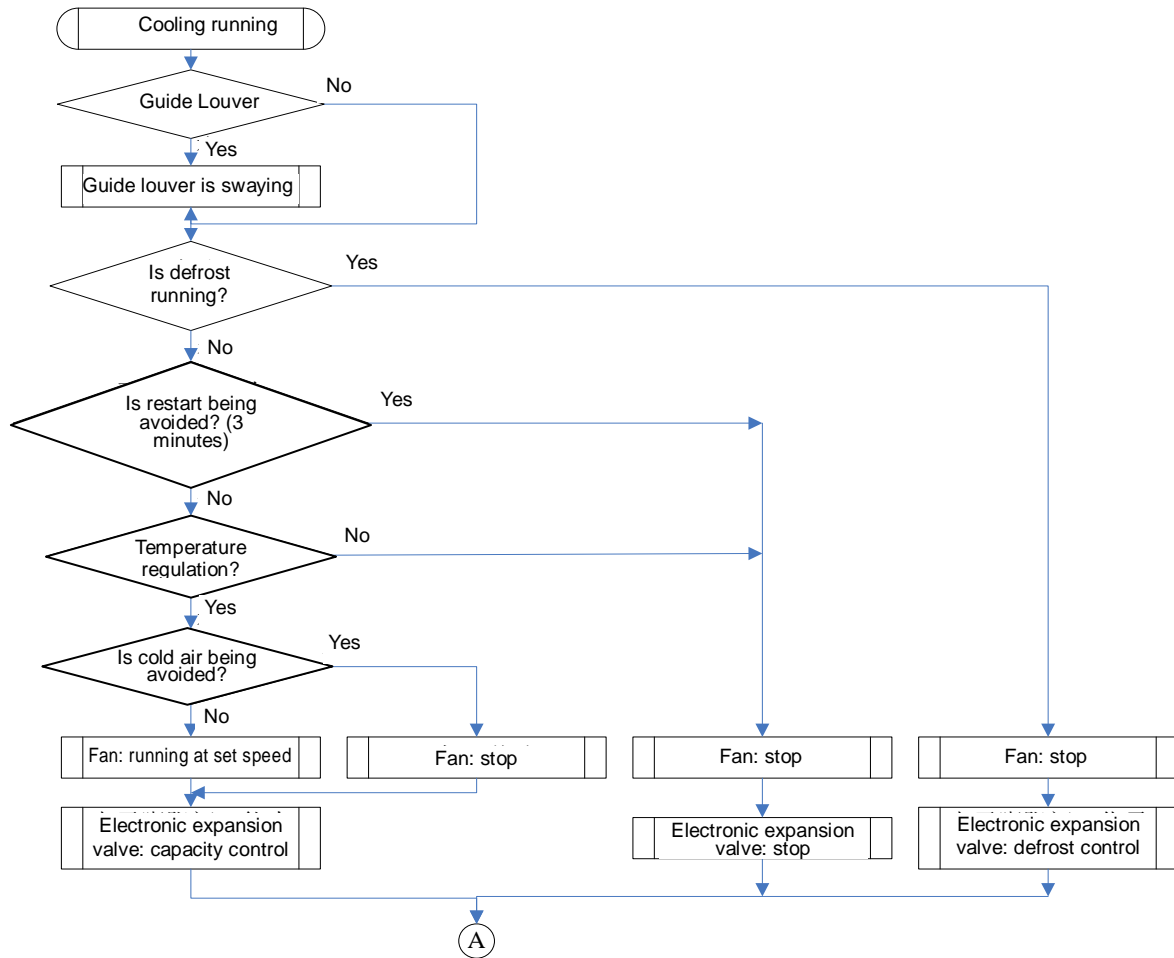 Cooling running
Guide Louver
No
Yes
Guide louver is swaying
Is defrost
running?
Yes
No
Is restart being
avoided? (3
minutes)
Yes
No
Temperature
regulation?
No
Yes
Is cold air being
avoided?
Yes
No
Fan: running at set speed
Fan: stop
Fan: stop
Fan: stop
Electronic expansion
valve: capacity control
Electronic expansion
valve: stop
Electronic expansion
valve: defrost control
A